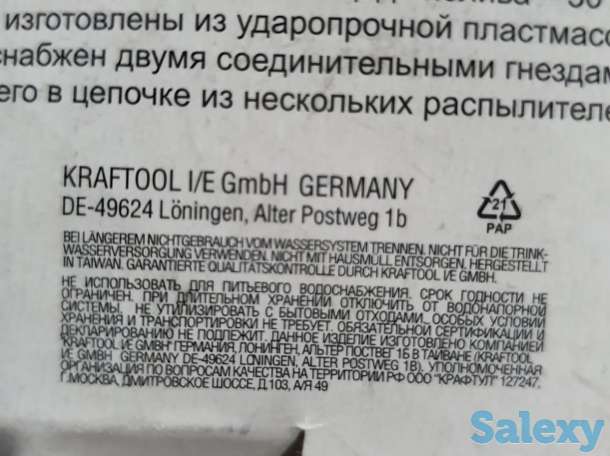 изготовлены из ударопрочной пластмасс
снабжен двумя соединительными гнездам
его в цепочке из нескольких распылителе
KRAFTOOL I/E GmbH GERMANY
DE-49624 Löningen, Alter Postweg 1b
21
PAP
BEI LÄNGEREM NICHTGEBRAUCH VOM WASSERSYSTEM TRENNEN. NICHT FÜR DIE TRINK-
WASSERVERSORGUNG VERWENDEN. NICHT MIT HAUSMÜLL ENTSORGEN. HERGESTELLT
IN TAIWAN. GARANTIERTE QUALITÄTSKONTROLLE DURCH KRAFTOOL I/E GMBH.
НЕ ИСПОЛЬЗОВАТЬ ДЛЯ ПИТЬЕВОГО ВОДОСНАБЖЕНИЯ. СРОК ГОДНОСТИ НЕ
ОГРАНИЧЕН. ПРИ ДЛИТЕЛЬНОМ ХРАНЕНИИ ОТКЛЮЧИТЬ ОТ ВОДОНАПОРНОЙ
СИСТЕМЫ. НЕ УТИЛИЗИРОВАТЬ С БЫТОВЫМИ ОТХОДАМИ. ОСОБЫХ УСЛОВИЙ
ХРАНЕНИЯ И ТРАНСПОРТИРОВКИ НЕ ТРЕБУЕТ. ОБЯЗАТЕЛЬНОЙ СЕРТИФИКАЦИИ И
ДЕКЛАРИРОВАНИЮ НЕ ПОДЛЕЖИТ. ДАННОЕ ИЗДЕЛИЕ ИЗГОТОВЛЕНО КОМПАНИЕЙ
KRAFTOOL I/E GMBH ГЕРМАНИЯ, ЛОНИНГЕН, АЛЬТЕР ПОСТВЕГ 1Б В ТАЙВАНЕ (KRAFTOOL
I/E GMBH GERMANY DE-49624 LÖNINGEN, ALTER POSTWEG 1B). УПОЛНОМОЧЕННАЯ
ОРГАНИЗАЦИЯ ПО ВОПРОСАМ КАЧЕСТВА НА ТЕРРИТОРИИ РФ ООО "КРАФТУЛ" 127247,
Г.МОСКВА, ДМИТРОВСКОЕ ШОССЕ, Д.103, А/Я 49
Salexy